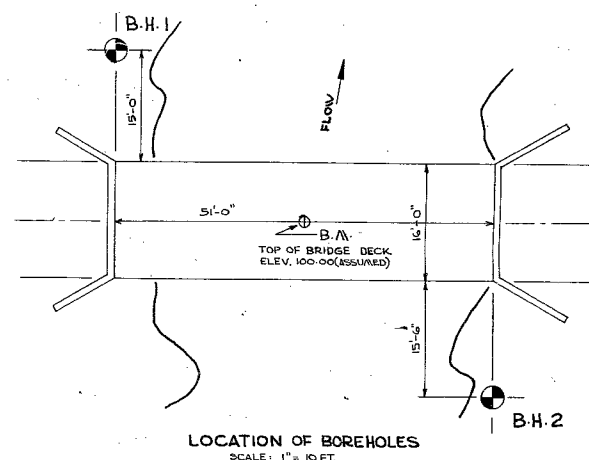 B.H.1
15'-0"
FLOW
51'-0"
16'-0"
B.M.
TOP OF BRIDGE DECK
ELEV. 100.00 (ASSUMED)
15'-6"
B.H.2
LOCATION OF BOREHOLES
SCALE: 1" = 10 FT.